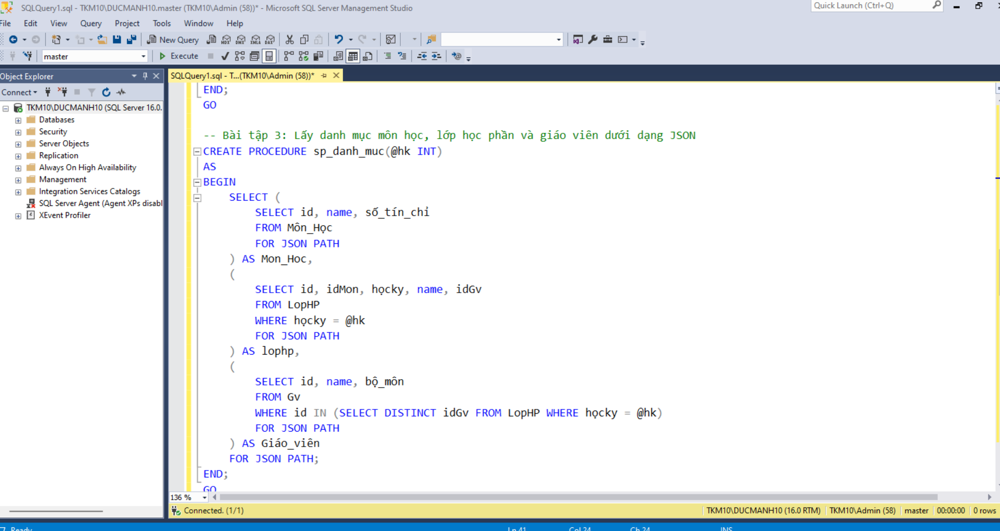 SQLQuery1.sql - TKM10\DUCMANH10.master (TKM10\Admin (58))* - Microsoft SQL Server Management Studio
Quick Launch (Ctrl+Q)
File Edit View Query Project Tools Window Help
New Query MDX DMX XMLA DAX
master Execute
Object Explorer
SQLQuery1.sql - T...(TKM10\Admin (58))*
Connect
TKM10\DUCMANH10 (SQL Server 16.0.
Databases
Security
Server Objects
Replication
Always On High Availability
Management
Integration Services Catalogs
SQL Server Agent (Agent XPs disabl
XEvent Profiler
END;
GO
-- Bài tập 3: Lấy danh mục môn học, lớp học phần và giáo viên dưới dạng JSON
CREATE PROCEDURE sp_danh_muc(@hk INT)
AS
BEGIN
SELECT (
SELECT id, name, số_tín_chỉ
FROM Môn_Học
FOR JSON PATH
) AS Mon_Hoc,
(
SELECT id, idMon, họcky, name, idGv
FROM LopHP
WHERE họcky = @hk
FOR JSON PATH
) AS lophp,
(
SELECT id, name, bộ_môn
FROM Gv
WHERE id IN (SELECT DISTINCT idGv FROM LopHP WHERE họcky = @hk)
FOR JSON PATH
) AS Giáo_viên
FOR JSON PATH;
END;
GO
136 %
Connected. (1/1)
TKM10\DUCMANH10 (16.0 RTM) TKM10\Admin (58) master 00:00:00 0 rows
Ready Ln 41 Col 24 Ch 24 INS